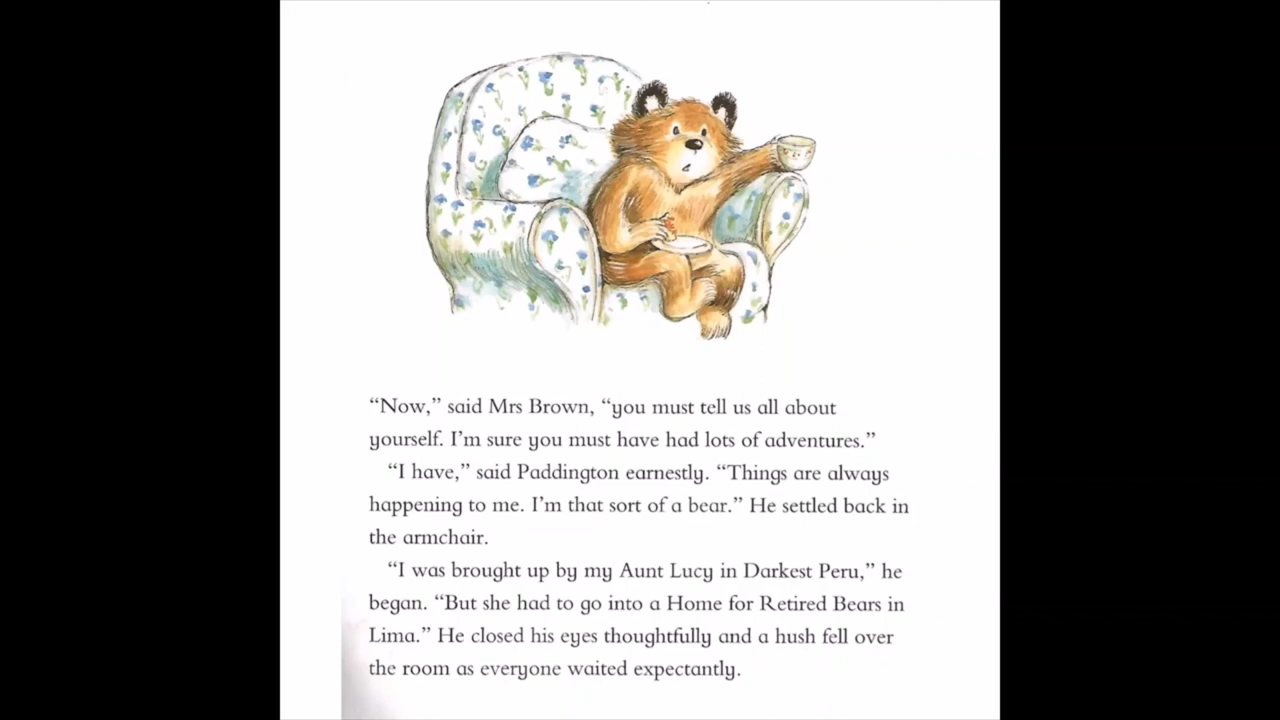 “Now,” said Mrs Brown, “you must tell us all about
yourself. I’m sure you must have had lots of adventures.”
“I have,” said Paddington earnestly. “Things are always
happening to me. I’m that sort of a bear.” He settled back in
the armchair.
“I was brought up by my Aunt Lucy in Darkest Peru,” he
began. “But she had to go into a Home for Retired Bears in
Lima.” He closed his eyes thoughtfully and a hush fell over
the room as everyone waited expectantly.